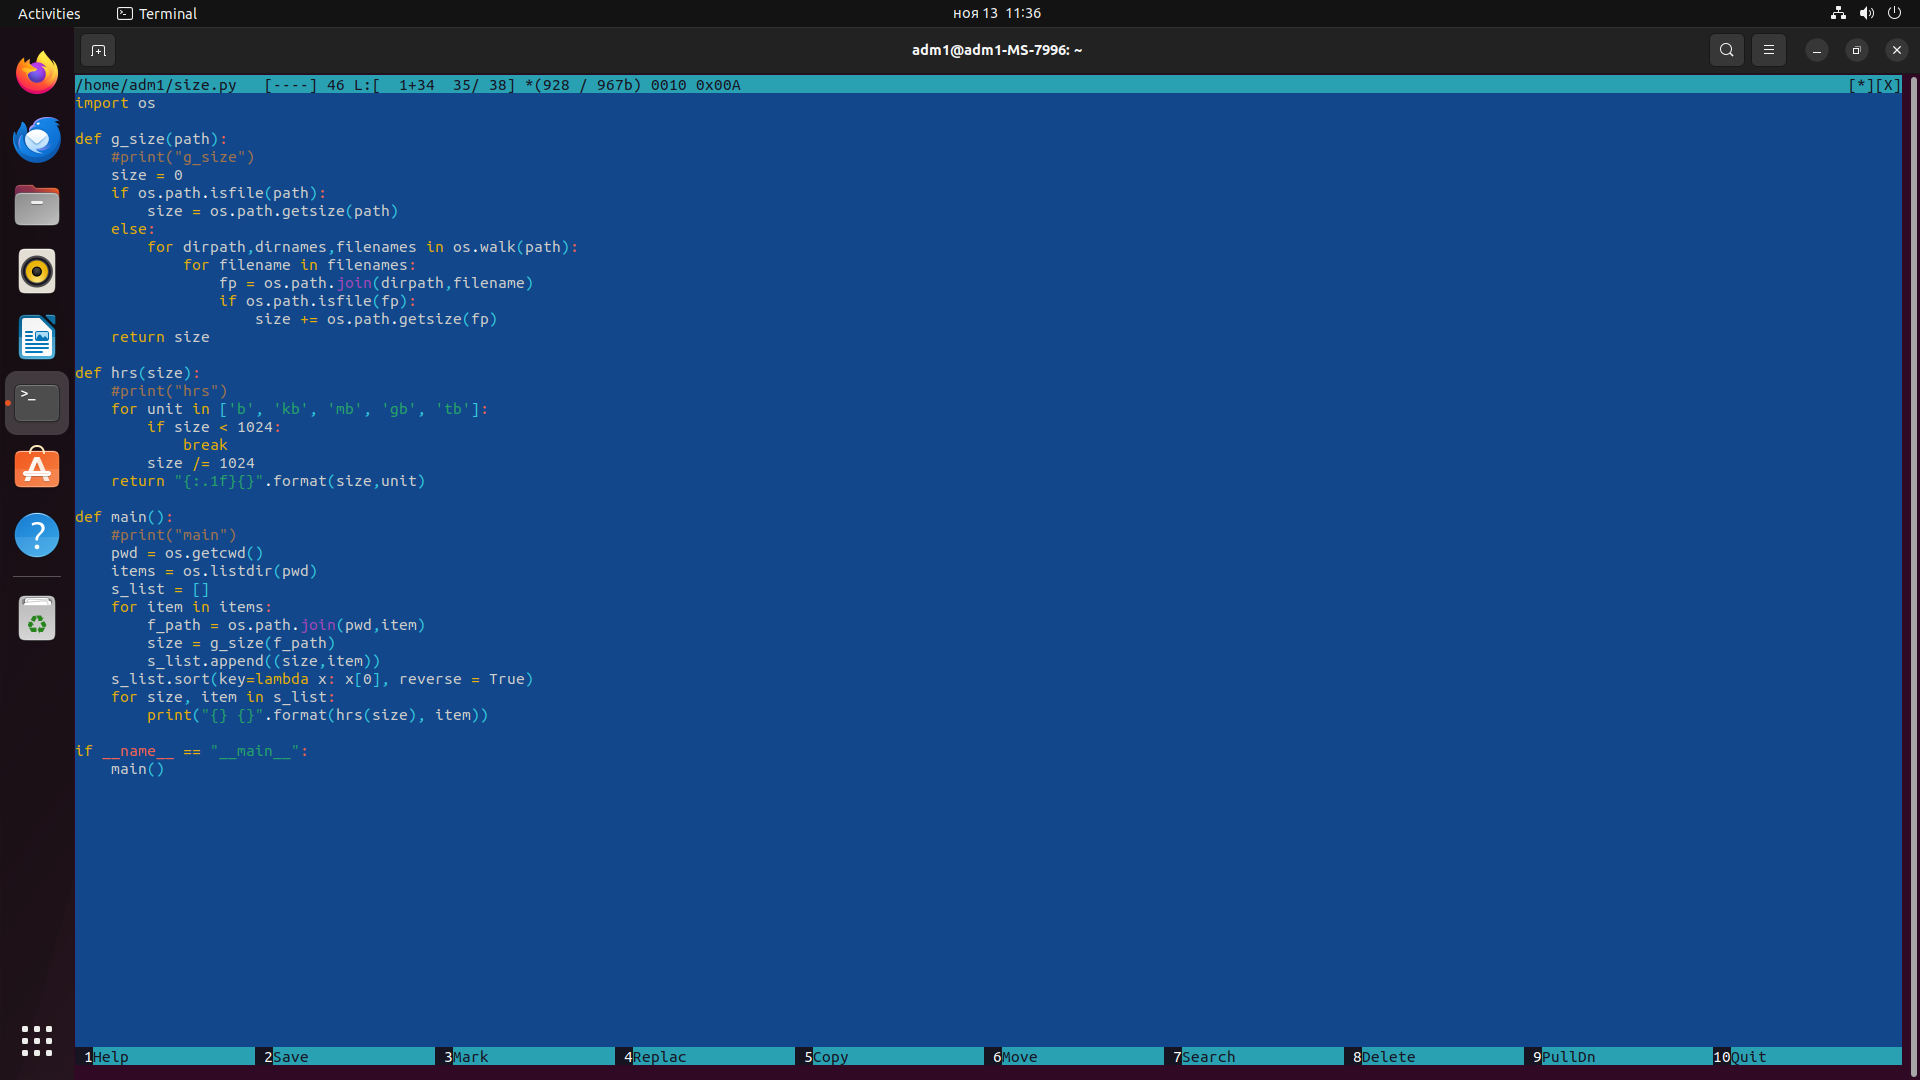 Activities Terminal ноя 13 11:36
adm1@adm1-MS-7996: ~
/home/adm1/size.py   [----] 46 L:[  1+34  35/ 38] *(928 / 967b) 0010 0x00A [*][X]
import os

def g_size(path):
    #print("g_size")
    size = 0
    if os.path.isfile(path):
        size = os.path.getsize(path)
    else:
        for dirpath,dirnames,filenames in os.walk(path):
            for filename in filenames:
                fp = os.path.join(dirpath,filename)
                if os.path.isfile(fp):
                    size += os.path.getsize(fp)
    return size

def hrs(size):
    #print("hrs")
    for unit in ['b', 'kb', 'mb', 'gb', 'tb']:
        if size < 1024:
            break
        size /= 1024
    return "{:.1f}{}".format(size,unit)

def main():
    #print("main")
    pwd = os.getcwd()
    items = os.listdir(pwd)
    s_list = []
    for item in items:
        f_path = os.path.join(pwd,item)
        size = g_size(f_path)
        s_list.append((size,item))
    s_list.sort(key=lambda x: x[0], reverse = True)
    for size, item in s_list:
        print("{} {}".format(hrs(size), item))

if __name__ == "__main__":
    main()
1Help 2Save 3Mark 4Replac 5Copy 6Move 7Search 8Delete 9PullDn 10Quit